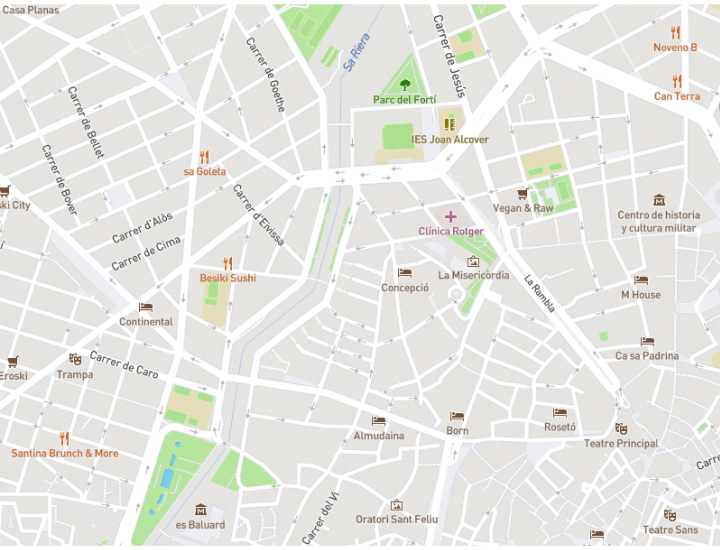 Casa Planas
Carrer de Goethe
Sa Riera
Carrer de Jesús
Noveno B
Can Terra
Parc del Fortí
IES Joan Alcover
Carrer de Bellet
Carrer de Bover
sa Goleta
ski City
Carrer d'Alòs
Carrer de Cima
Carrer d'Eivissa
Vegan & Raw
Clínica Rotger
Centro de historia
y cultura militar
Besiki Sushi
Concepció
La Misericòrdia
La Rambla
M House
Continental
Ca sa Padrina
Eroski
Trampa
Carrer de Caro
Almudaina
Born
Rosetó
Teatre Principal
Santina Brunch & More
Carre
es Baluard
Carrer del Ví
Oratori Sant Feliu
Teatre Sans